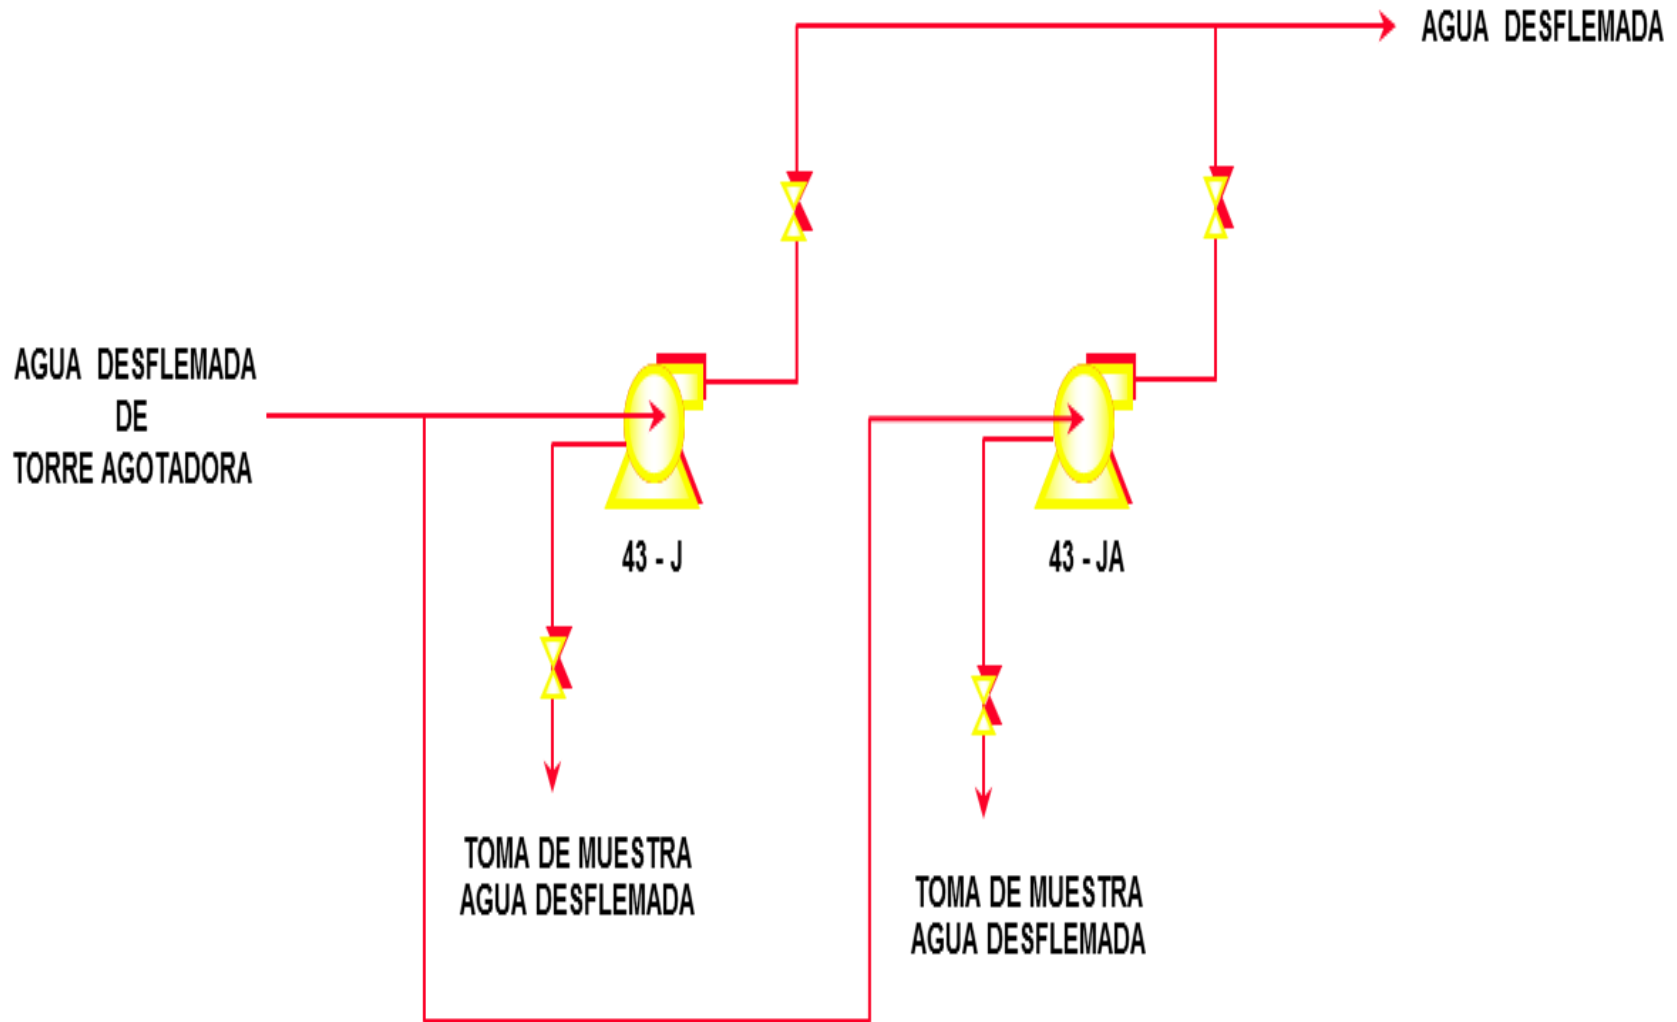 AGUA DESFLEMADA
AGUA DESFLEMADA
DE
TORRE AGOTADORA
43 - J
43 - JA
TOMA DE MUESTRA
AGUA DESFLEMADA
TOMA DE MUESTRA
AGUA DESFLEMADA